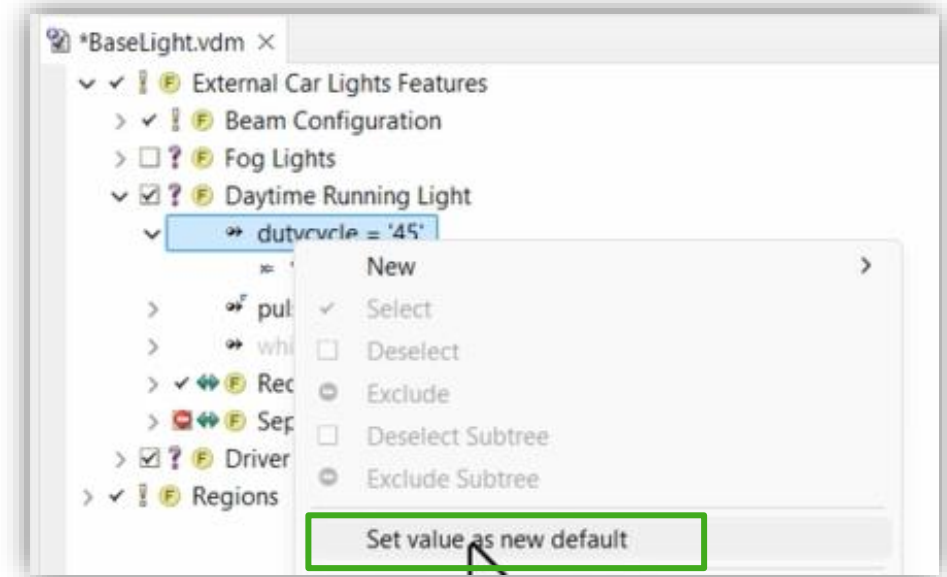 *BaseLight.vdm
External Car Lights Features
Beam Configuration
? Fog Lights
? Daytime Running Light
dutycycle = '45'
New
Select
Deselect
Exclude
Deselect Subtree
Exclude Subtree
Set value as new default
? Driver
Regions